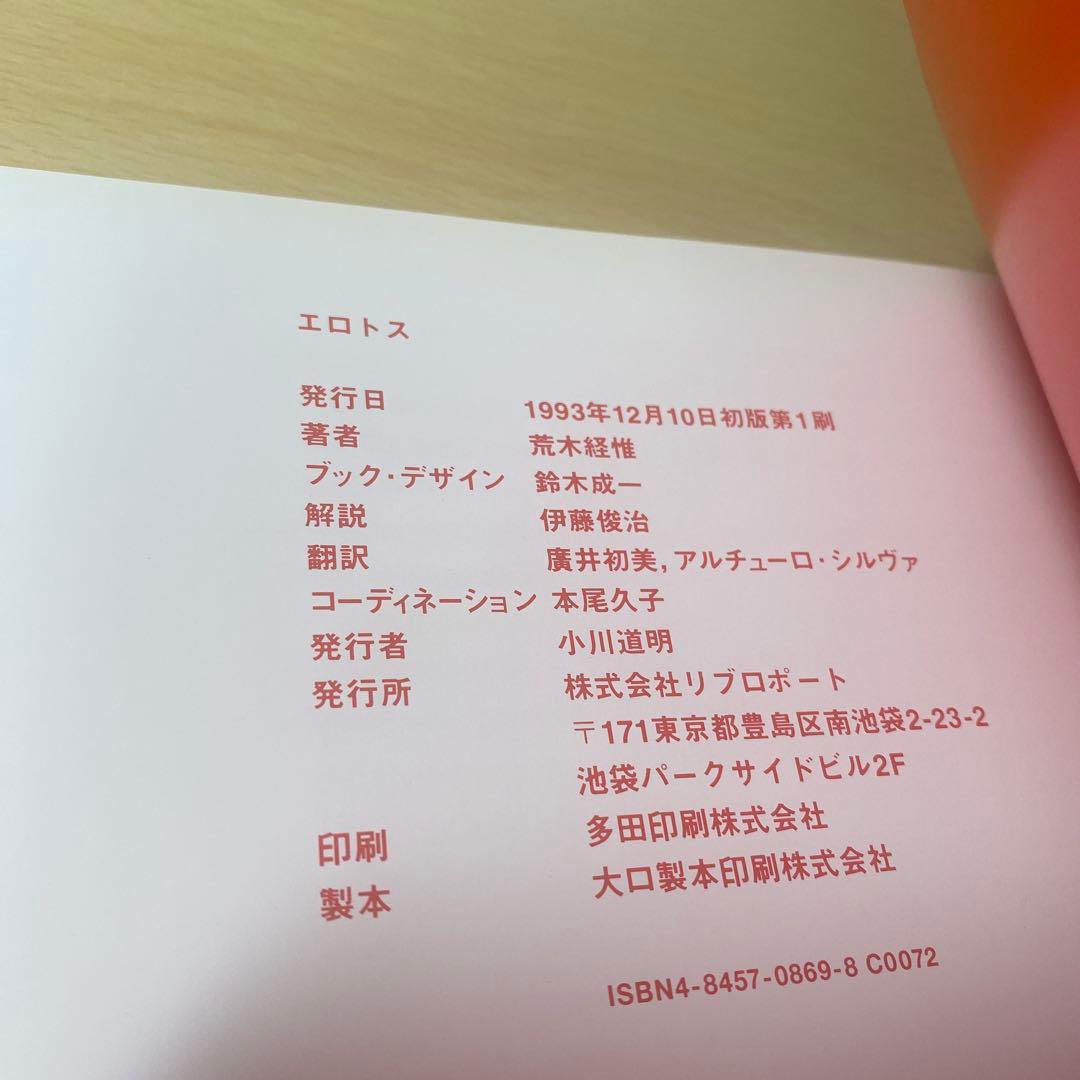 エロトス
発行日 1993年12月10日初版第1刷
著者 荒木経惟
ブック・デザイン 鈴木成一
解説 伊藤俊治
翻訳 廣井初美,アルチューロ・シルヴァ
コーディネーション 本尾久子
発行者 小川道明
発行所 株式会社リブロポート
〒171東京都豊島区南池袋2-23-2
池袋パークサイドビル2F
印刷 多田印刷株式会社
製本 大口製本印刷株式会社
ISBN4-8457-0869-8 C0072